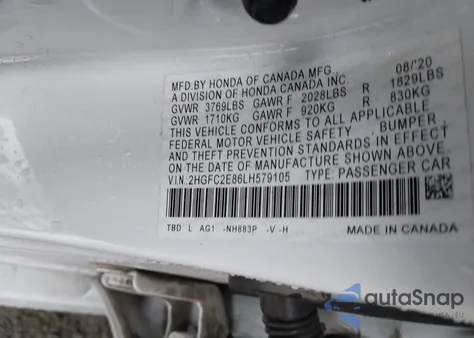 MFD.BY HONDA OF CANADA MFG. 08/'20
A DIVISION OF HONDA CANADA INC.
GVWR 3769LBS GAWR F 2028LBS R 1829LBS
GVWR 1710KG GAWR F 920KG R 830KG
THIS VEHICLE CONFORMS TO ALL APPLICABLE
FEDERAL MOTOR VEHICLE SAFETY, BUMPER,
THEFT PREVENTION STANDARDS IN EFFECT
ON THE DATE OF MANUFACTURE SHOWN ABOVE.
V.I.N.:2HGFC2E86LH579105 TYPE: PASSENGER CAR
TBD L AG1 -NH883P -V -H
MADE IN CANADA
autoSnap